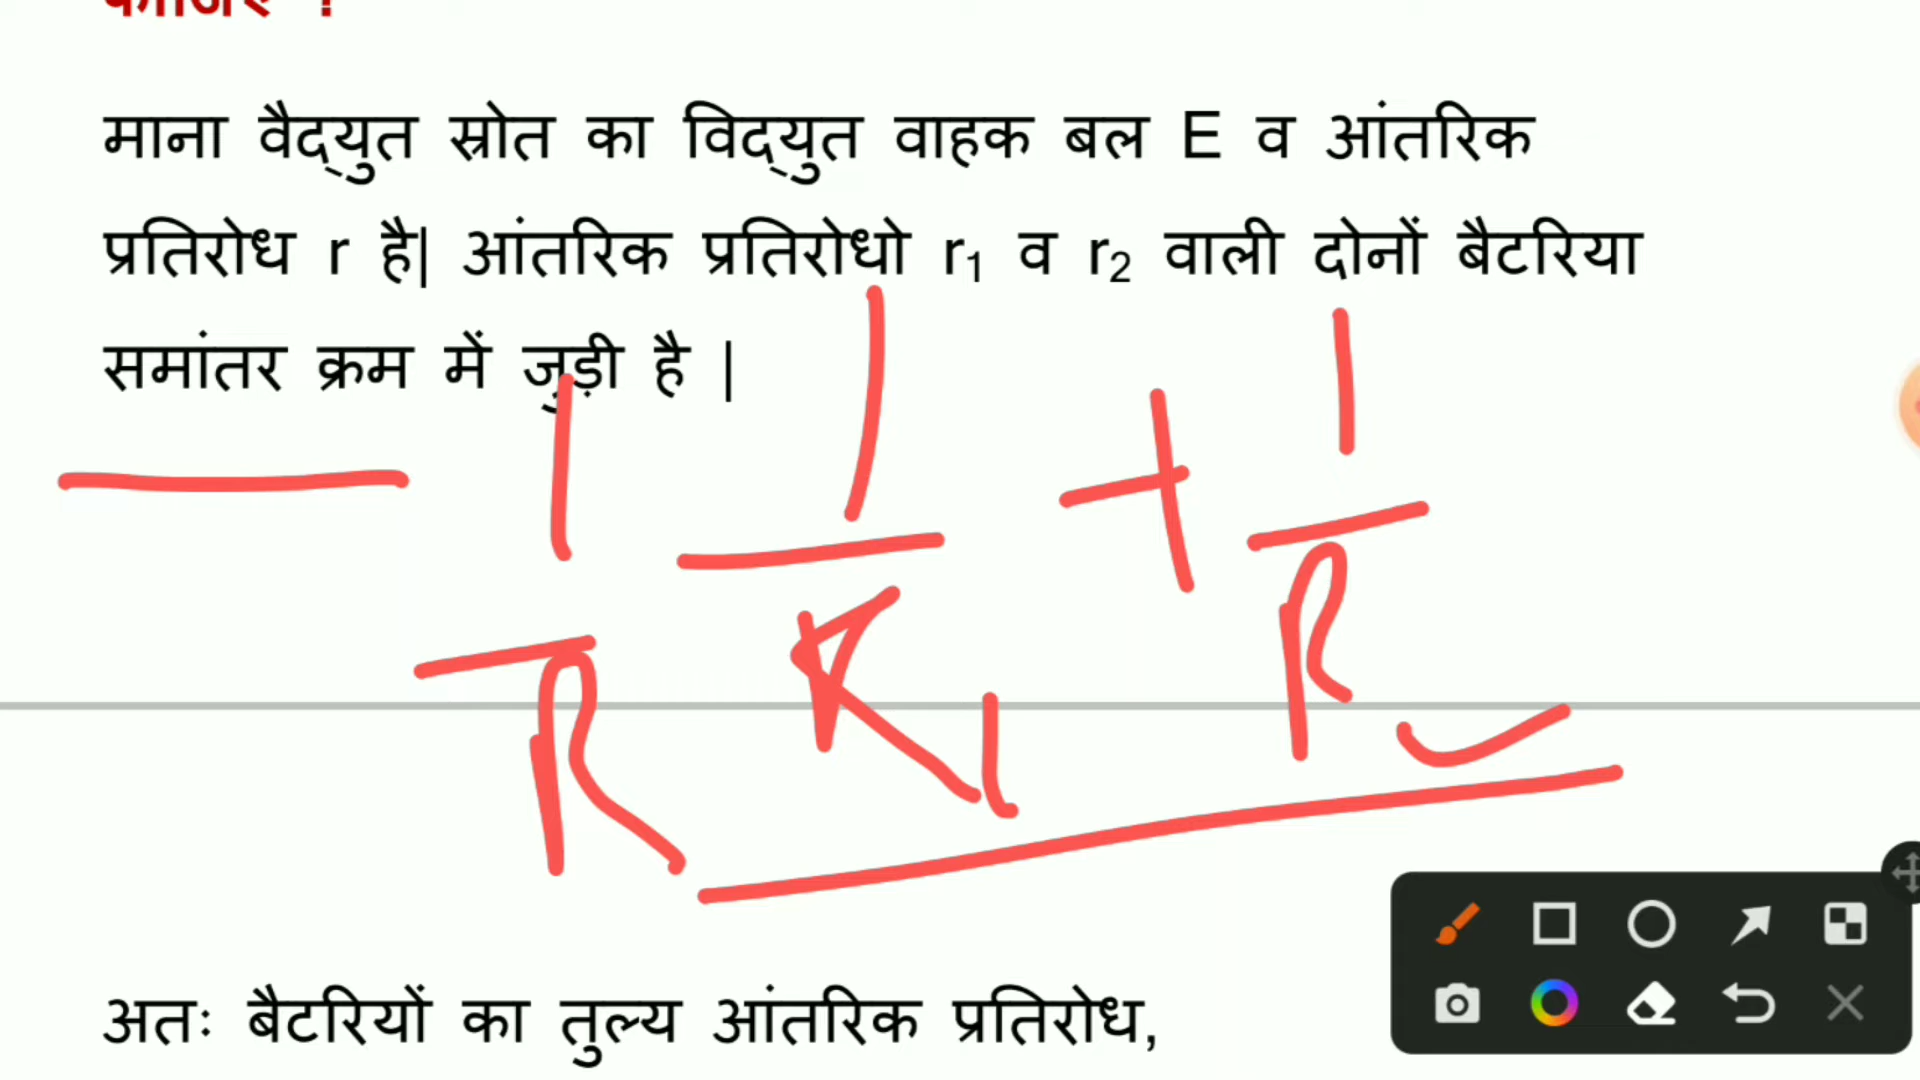 माना वैद्युत स्रोत का विद्युत वाहक बल E व आंतरिक
प्रतिरोध r है| आंतरिक प्रतिरोधो r₁ व r₂ वाली दोनों बैटरिया
समांतर क्रम में जुड़ी है |
1/R 1/R₁ + 1/R
अतः बैटरियों का तुल्य आंतरिक प्रतिरोध,